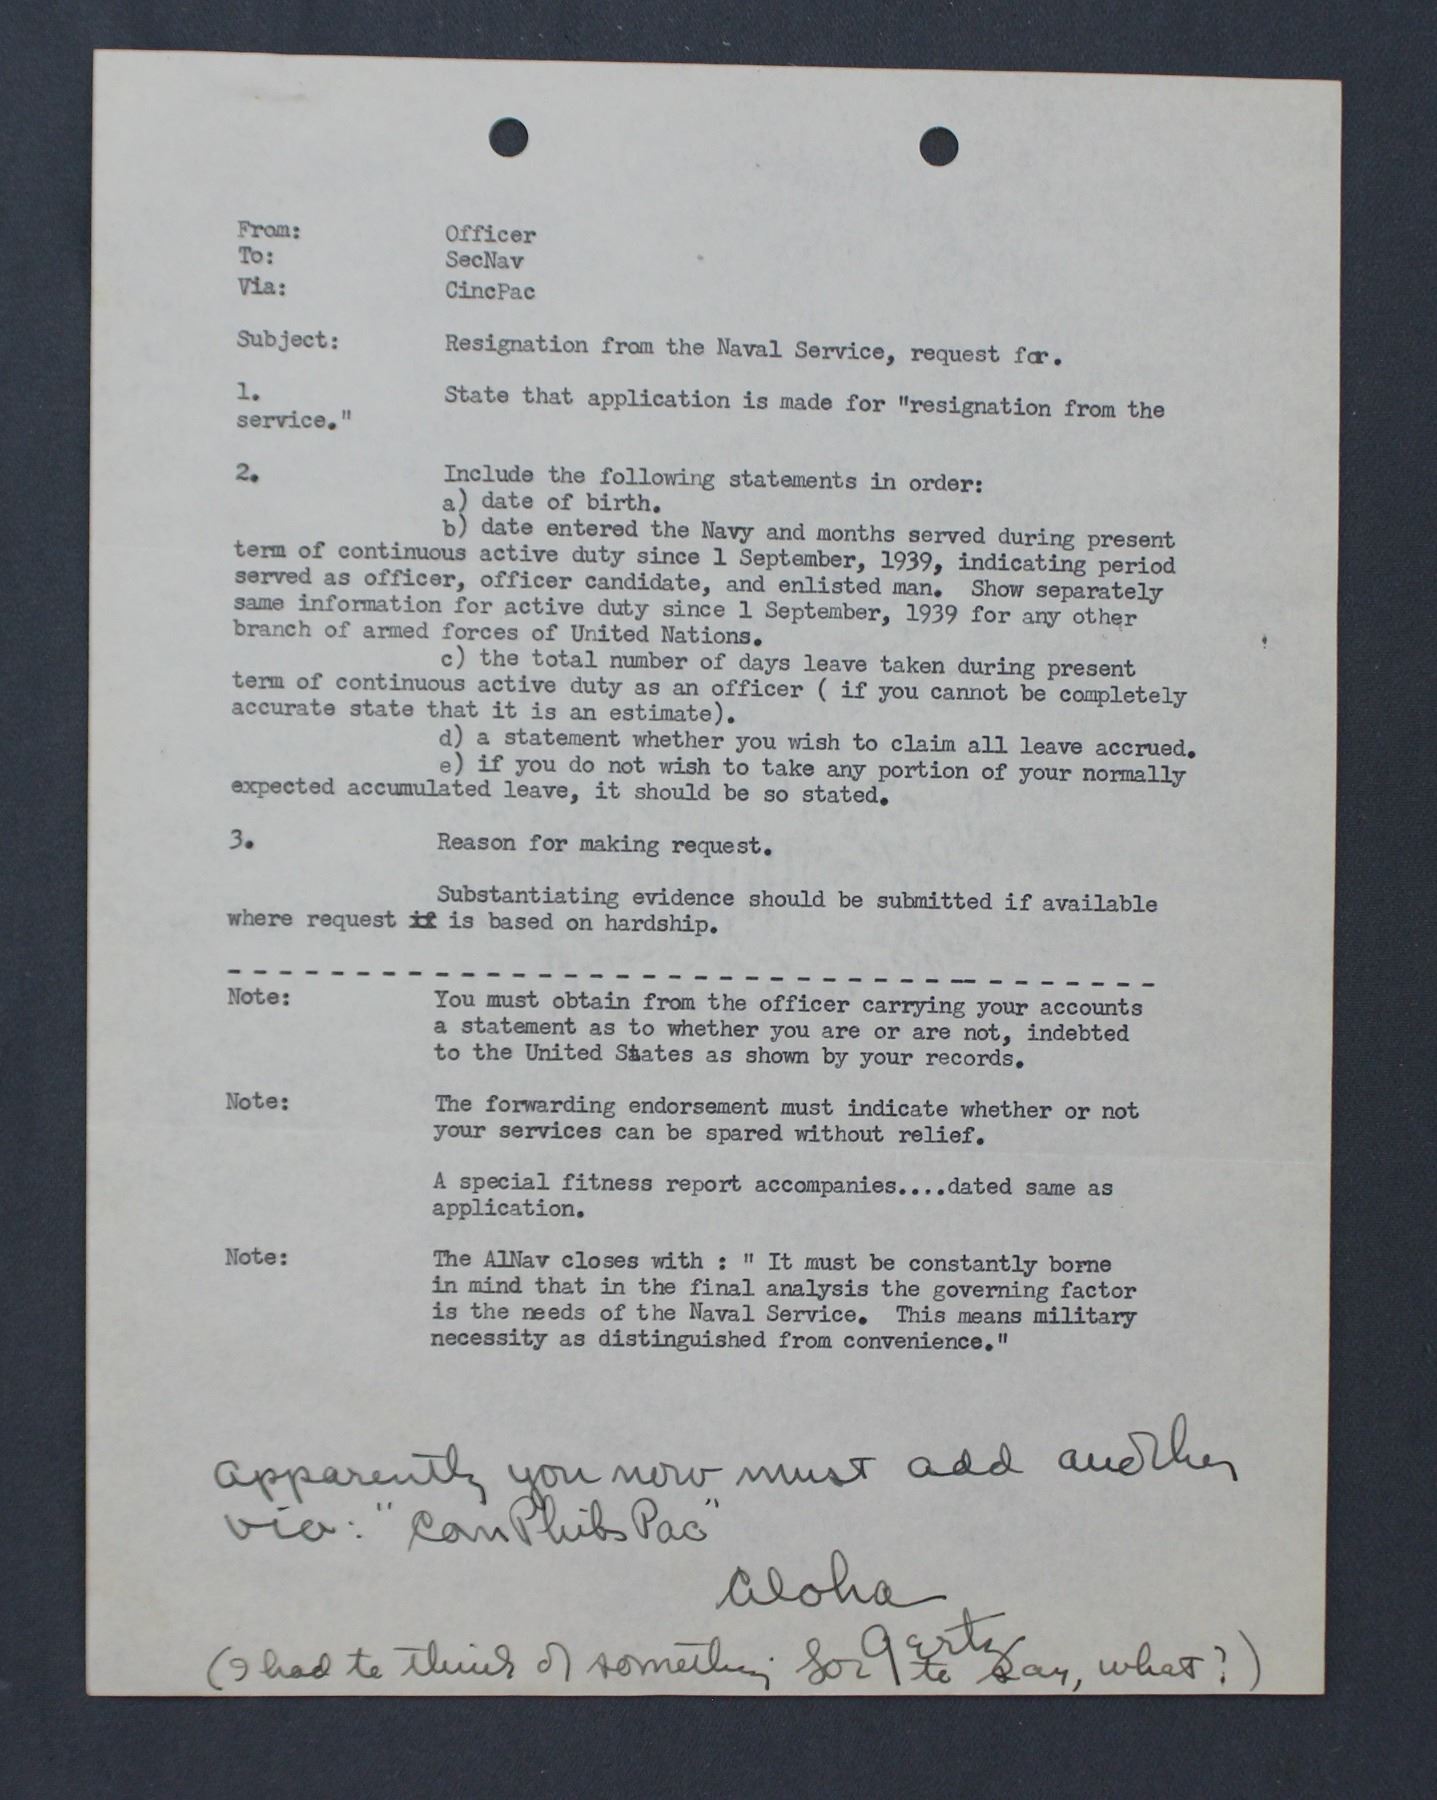 From: Officer
To: SecNav
Via: CincPac
Subject: Resignation from the Naval Service, request for.
1. State that application is made for "resignation from the
service."
2. Include the following statements in order:
a) date of birth.
b) date entered the Navy and months served during present
term of continuous active duty since 1 September, 1939, indicating period
served as officer, officer candidate, and enlisted man. Show separately
same information for active duty since 1 September, 1939 for any other
branch of armed forces of United Nations.
c) the total number of days leave taken during present
term of continuous active duty as an officer ( if you cannot be completely
accurate state that it is an estimate).
d) a statement whether you wish to claim all leave accrued.
e) if you do not wish to take any portion of your normally
expected accumulated leave, it should be so stated.
3. Reason for making request.
Substantiating evidence should be submitted if available
where request if is based on hardship.
Note: You must obtain from the officer carrying your accounts
a statement as to whether you are or are not, indebted
to the United States as shown by your records.
Note: The forwarding endorsement must indicate whether or not
your services can be spared without relief.
A special fitness report accompanies....dated same as
application.
Note: The AlNav closes with : " It must be constantly borne
in mind that in the final analysis the governing factor
is the needs of the Naval Service. This means military
necessity as distinguished from convenience."
apparently you now must add another
via: "ComPhibsPac"
Aloha
Gerty
(I had to think of something for to say, what?)